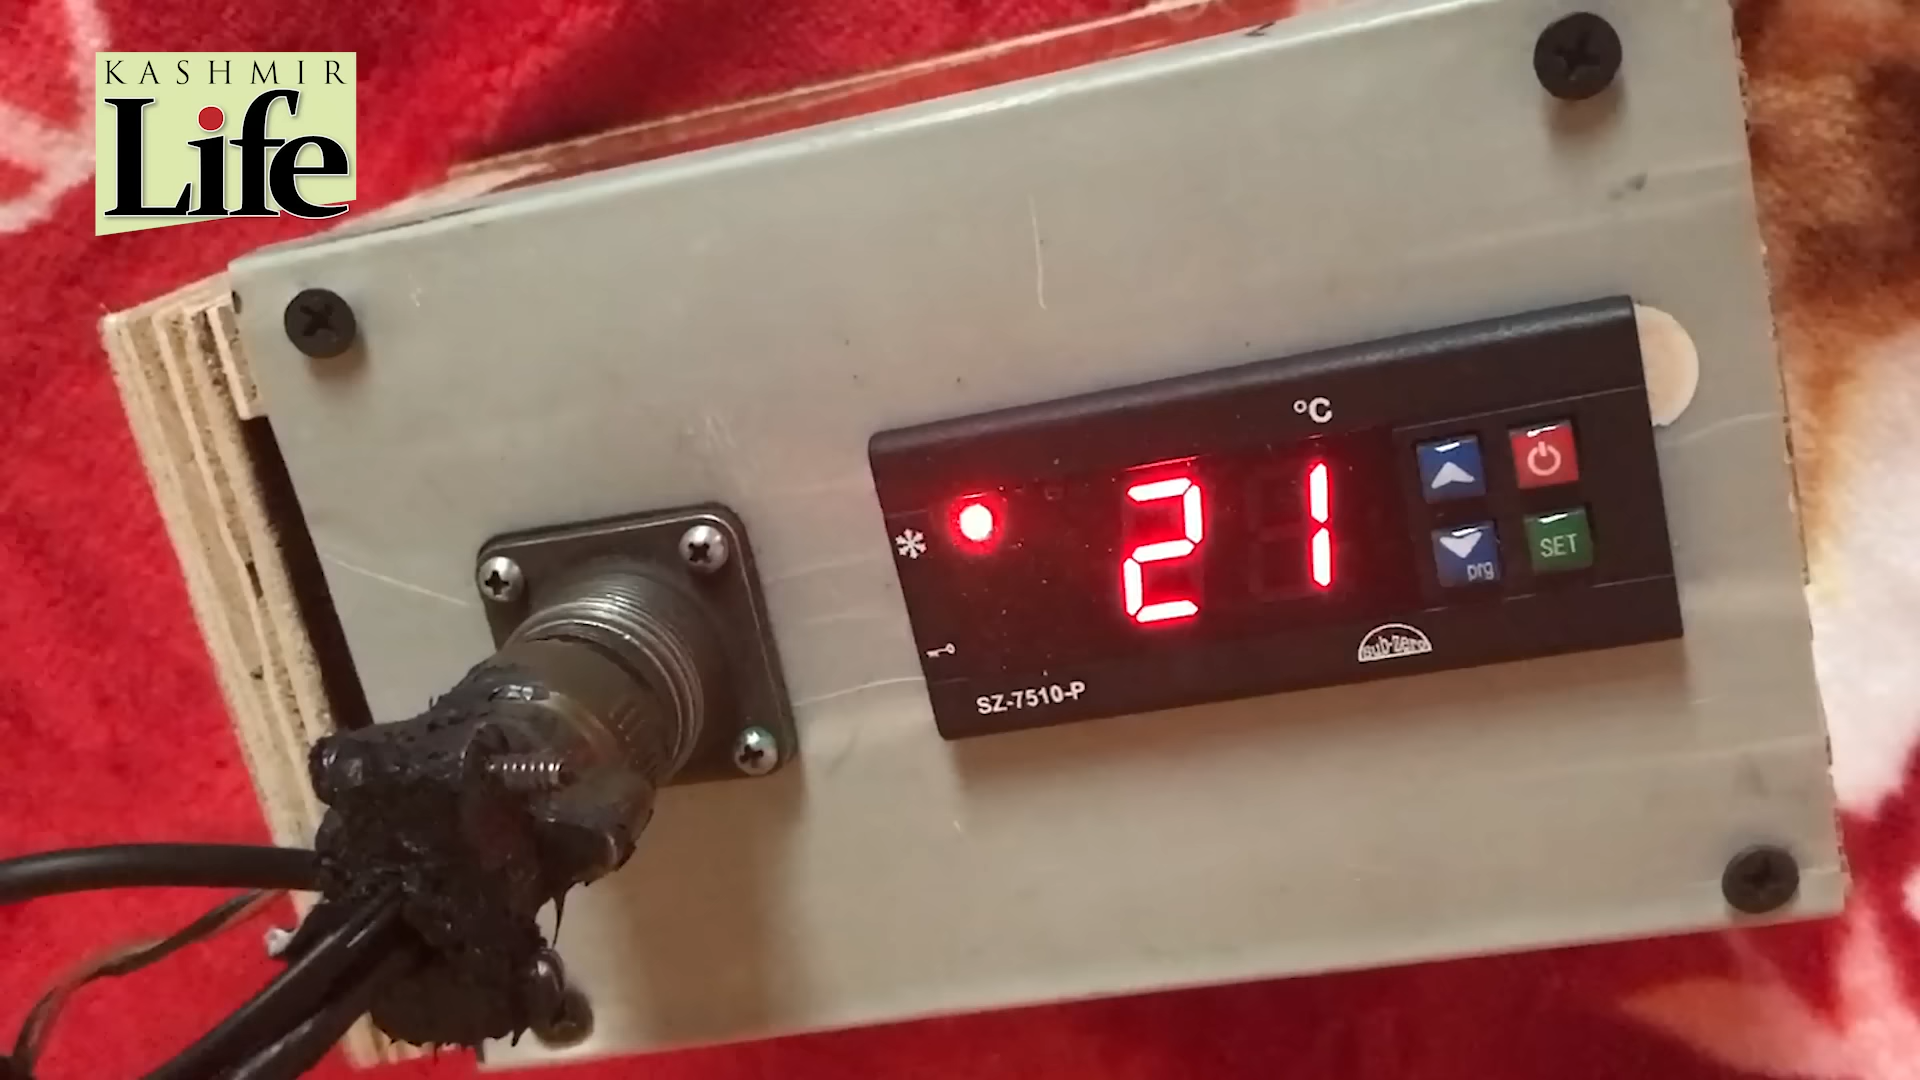 KASHMIR
Life
°C
21
SET
prg
Sub-Zero
SZ-7510-P